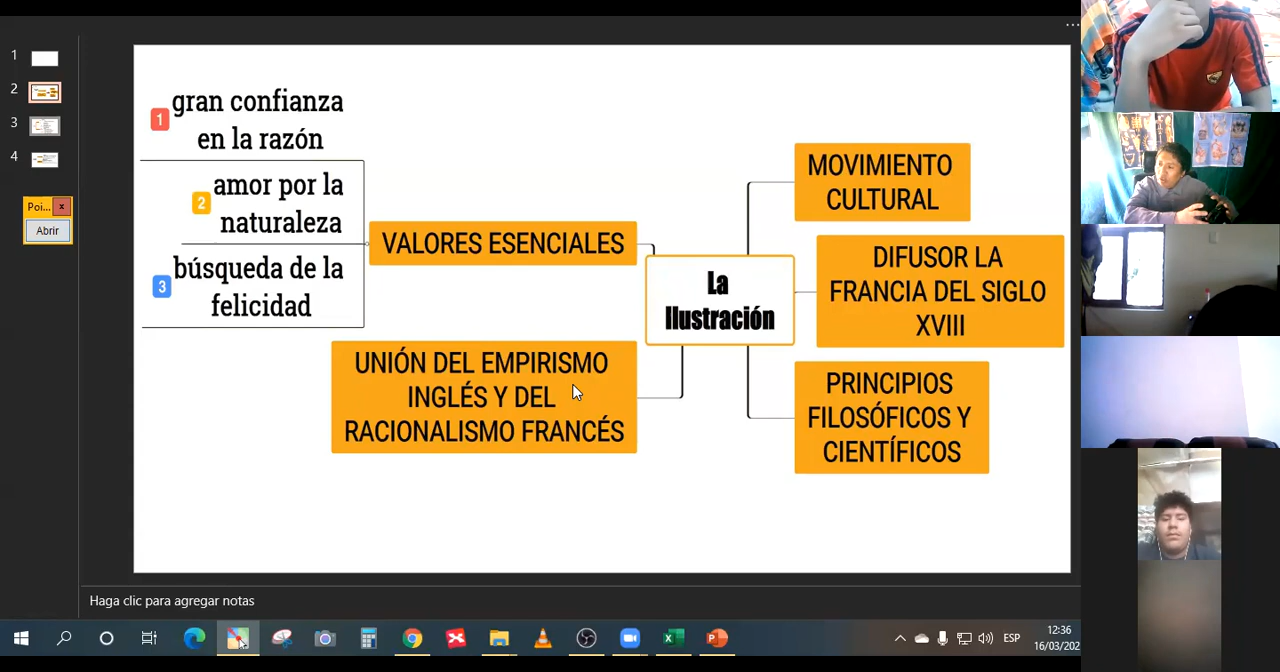 1
2
3
4
Poi... x
Abrir
1 gran confianza
en la razón
2 amor por la
naturaleza
3 búsqueda de la
felicidad
VALORES ESENCIALES
UNIÓN DEL EMPIRISMO
INGLÉS Y DEL
RACIONALISMO FRANCÉS
La
Ilustración
MOVIMIENTO
CULTURAL
DIFUSOR LA
FRANCIA DEL SIGLO
XVIII
PRINCIPIOS
FILOSÓFICOS Y
CIENTÍFICOS
Haga clic para agregar notas
ESP
12:36
16/03/202